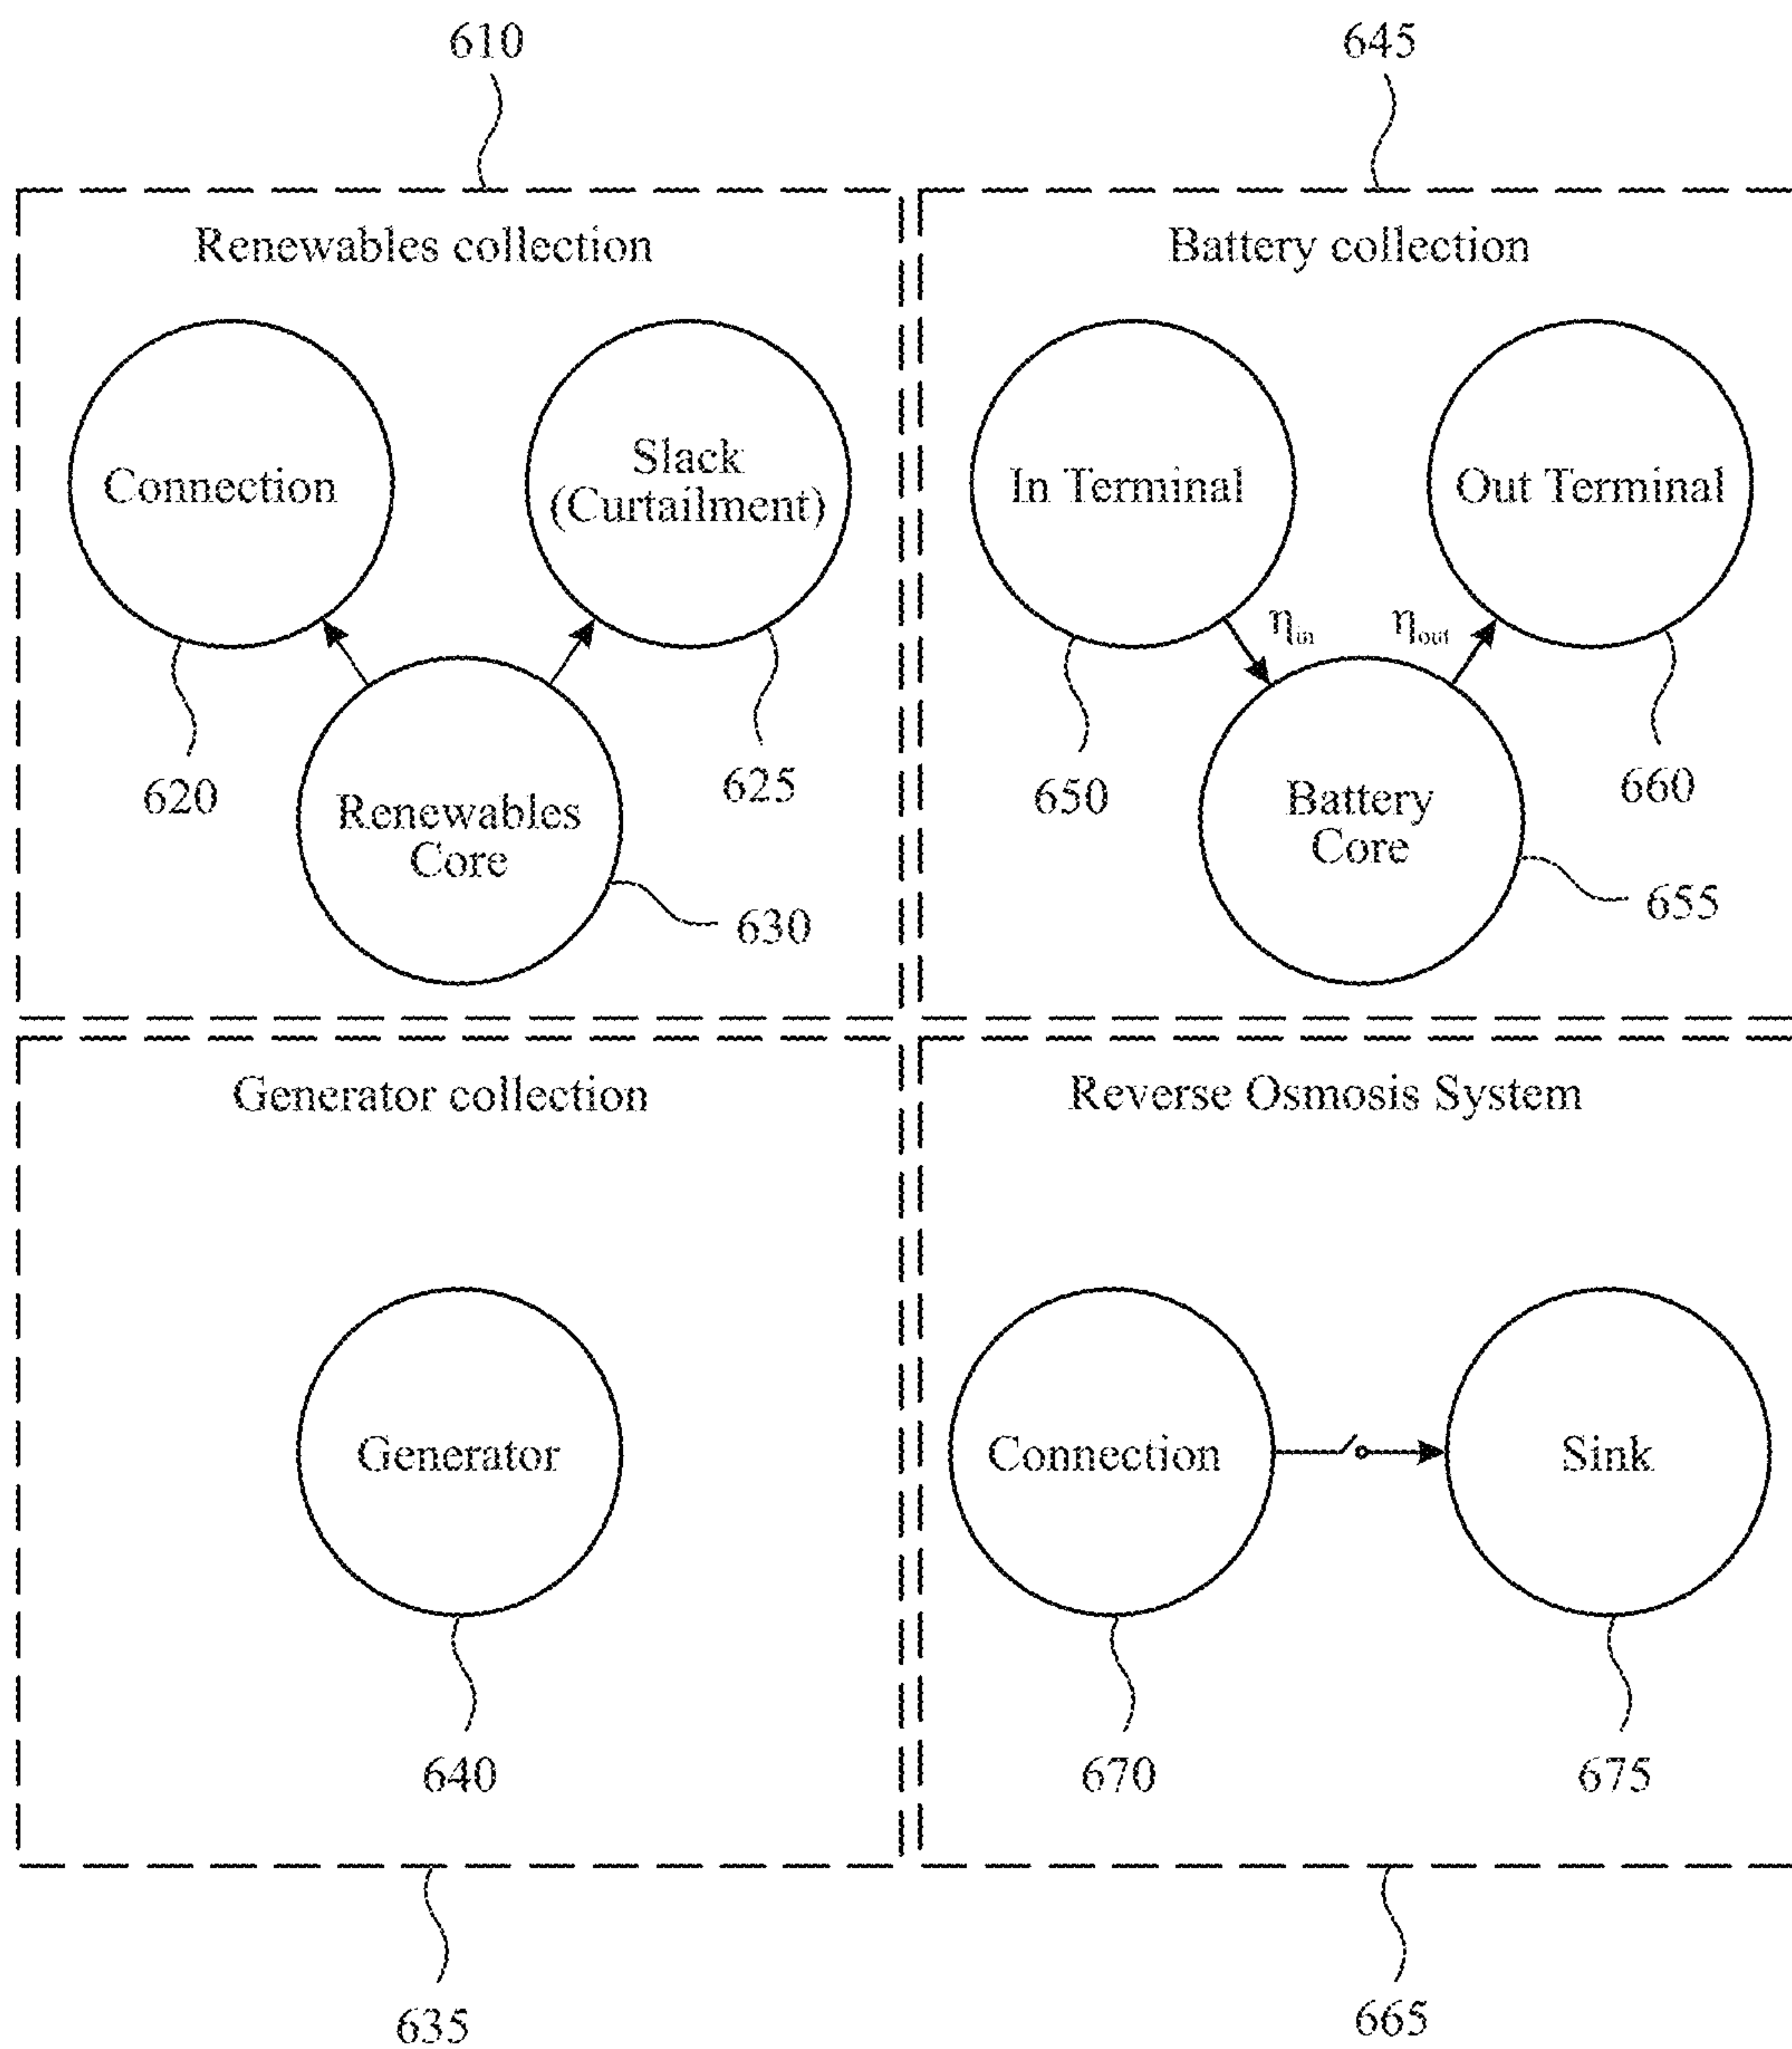 610
645
Renewables collection
Connection
Slack
(Curtailment)
620
625
Renewables
Core
630
Battery collection
In Terminal
Out Terminal
ηin
ηout
650
660
Battery
Core
655
Generator collection
Generator
640
Reverse Osmosis System
Connection
Sink
670
675
635
665